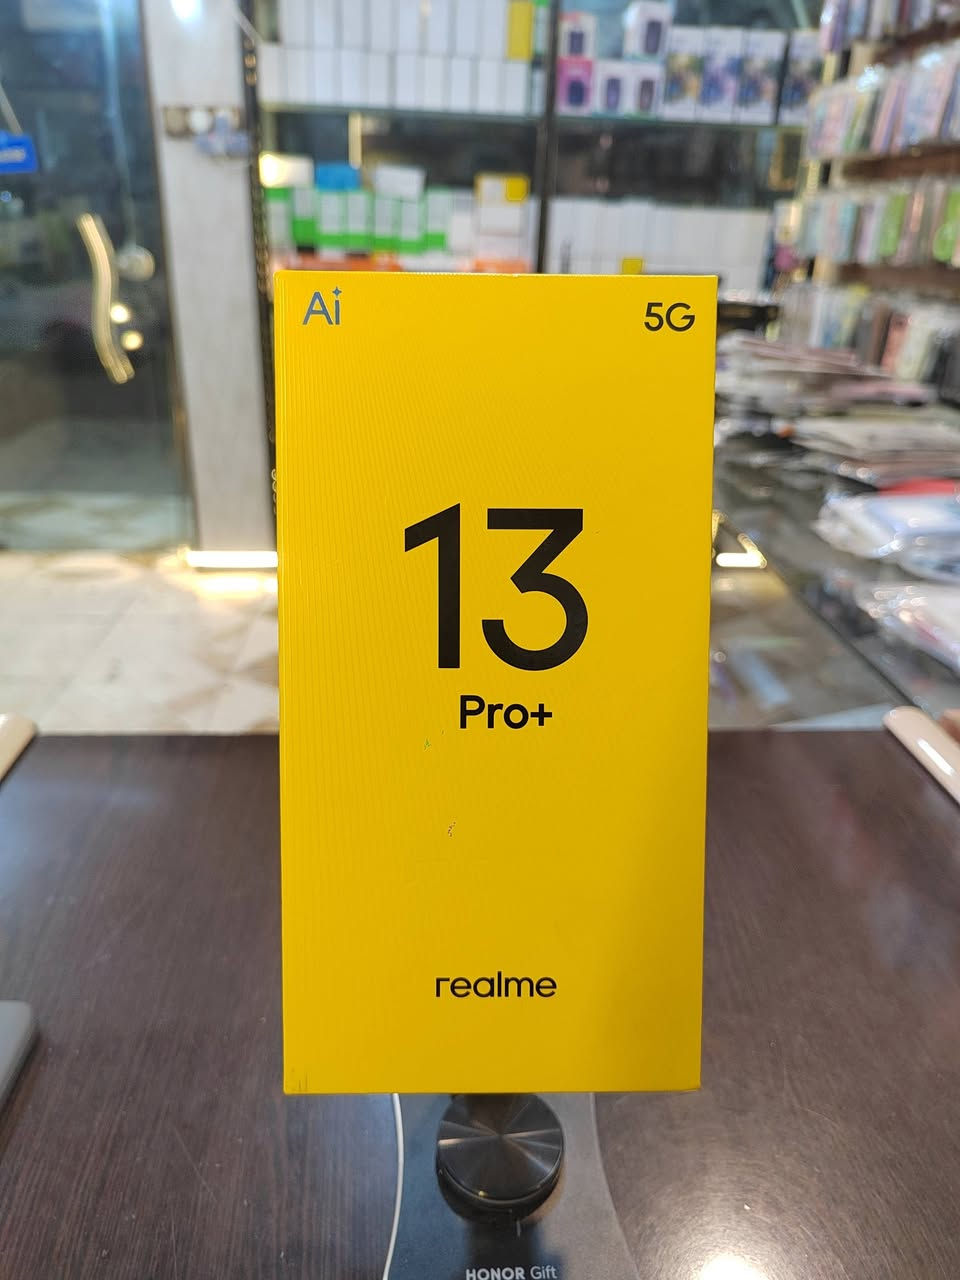 Ai
5G
13
Pro+
realme
HONOR Gift